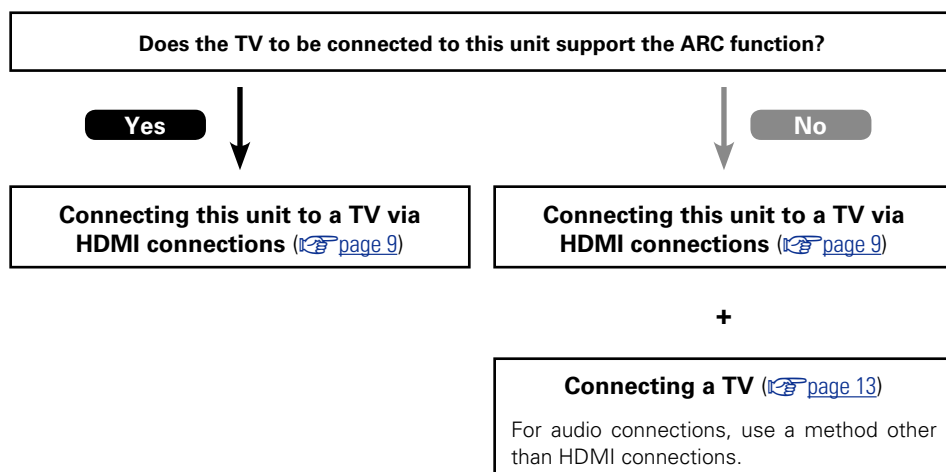 Does the TV to be connected to this unit support the ARC function?
Yes
No
Connecting this unit to a TV via
HDMI connections (page 9)
Connecting this unit to a TV via
HDMI connections (page 9)
+
Connecting a TV (page 13)
For audio connections, use a method other
than HDMI connections.